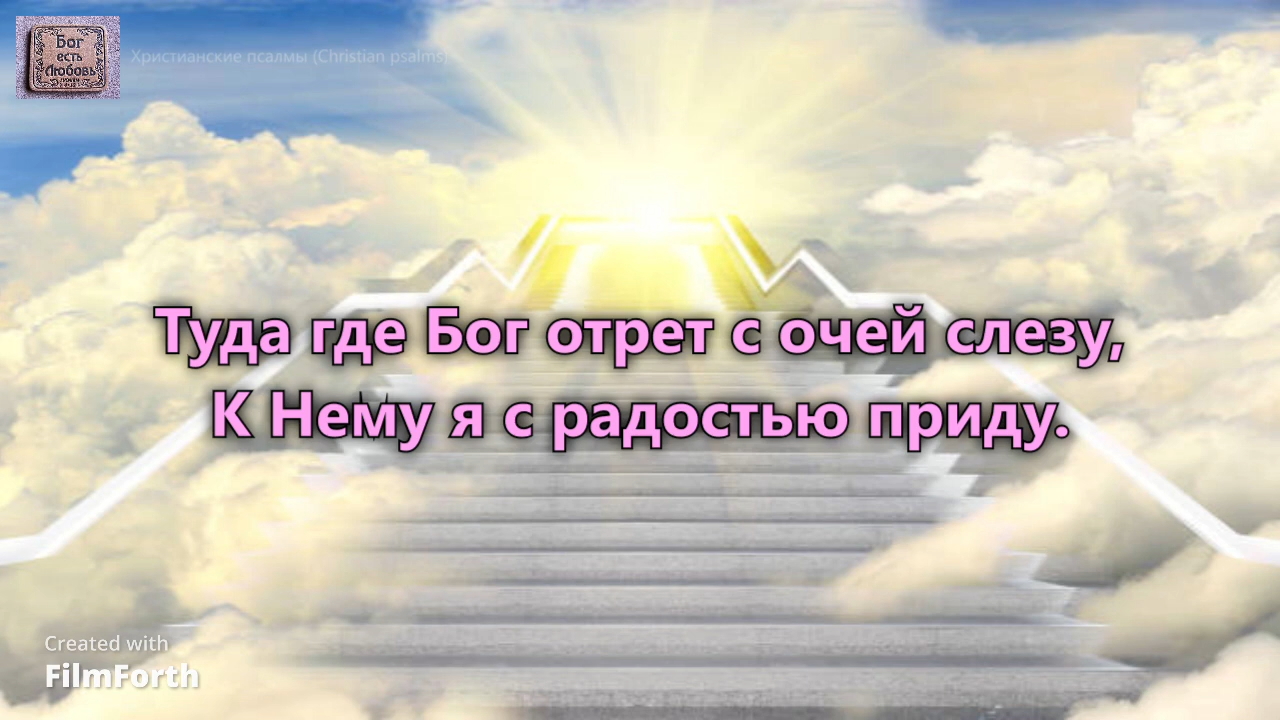 Бог
есть
Любовь
Христианские псалмы (Christian psalms)
Туда где Бог отрет с очей слезу,
К Нему я с радостью приду.
Created with
FilmForth